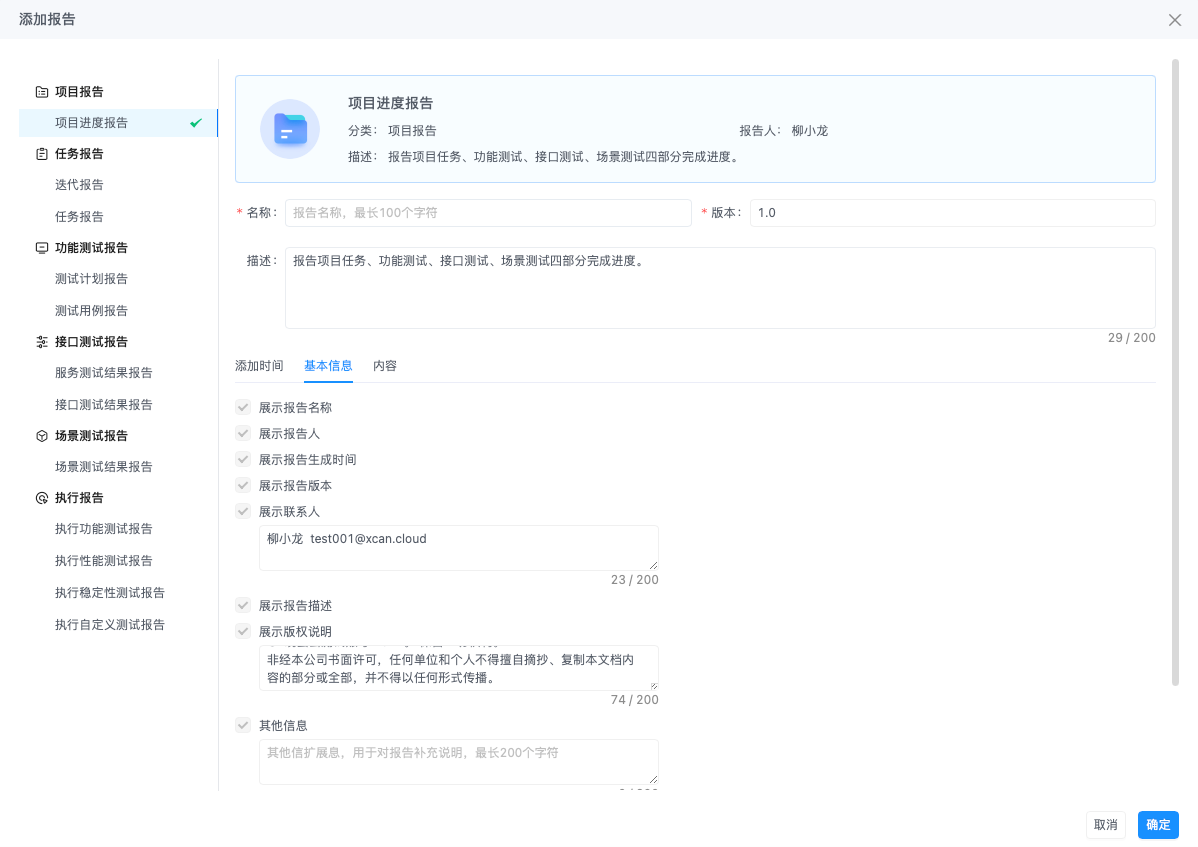 添加报告
项目报告
项目进度报告
任务报告
迭代报告
任务报告
功能测试报告
测试计划报告
测试用例报告
接口测试报告
服务测试结果报告
接口测试结果报告
场景测试报告
场景测试结果报告
执行报告
执行功能测试报告
执行性能测试报告
执行稳定性测试报告
执行自定义测试报告
项目进度报告
分类： 项目报告
报告人： 柳小龙
描述： 报告项目任务、功能测试、接口测试、场景测试四部分完成进度。
* 名称： 报告名称，最长100个字符
* 版本： 1.0
描述： 报告项目任务、功能测试、接口测试、场景测试四部分完成进度。
29 / 200
添加时间 基本信息 内容
展示报告名称
展示报告人
展示报告生成时间
展示报告版本
展示联系人
柳小龙 test001@xcan.cloud
23 / 200
展示报告描述
展示版权说明
非经本公司书面许可，任何单位和个人不得擅自摘抄、复制本文档内
容的部分或全部，并不得以任何形式传播。
74 / 200
其他信息
其他信扩展息，用于对报告补充说明，最长200个字符
取消 确定